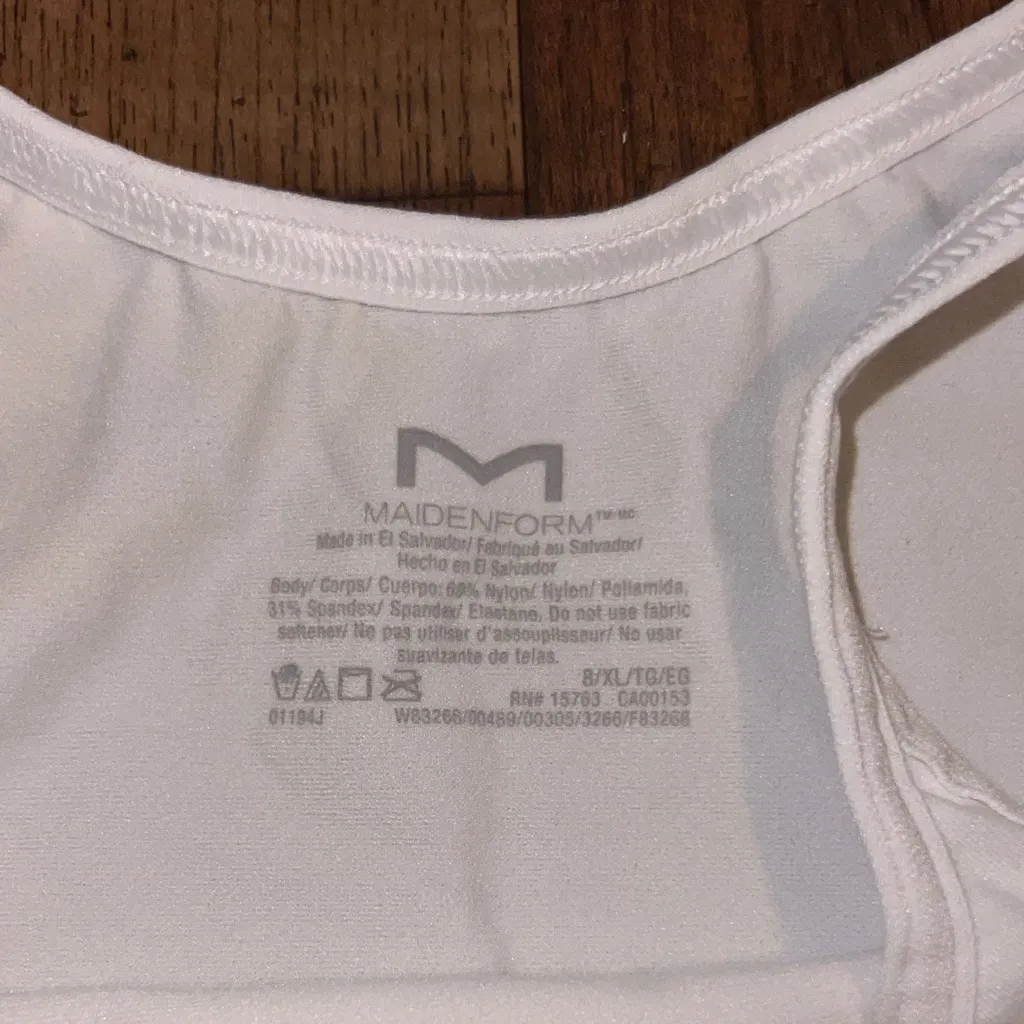 MAIDENFORM™ MC
Made in El Salvador/ Fabriqué au Salvador/
Hecho en El Salvador
Body/ Corps/ Cuerpo: 69% Nylon/ Nylon/ Poliamida,
31% Spandex/ Spandex/ Elastano, Do not use fabric
softener/ Ne pas utiliser d'assouplisseur/ No usar
suavizante de telas.
8/XL/TG/EG
RN# 15763 CA00153
01194J W83266/00489/00305/3266/F83266